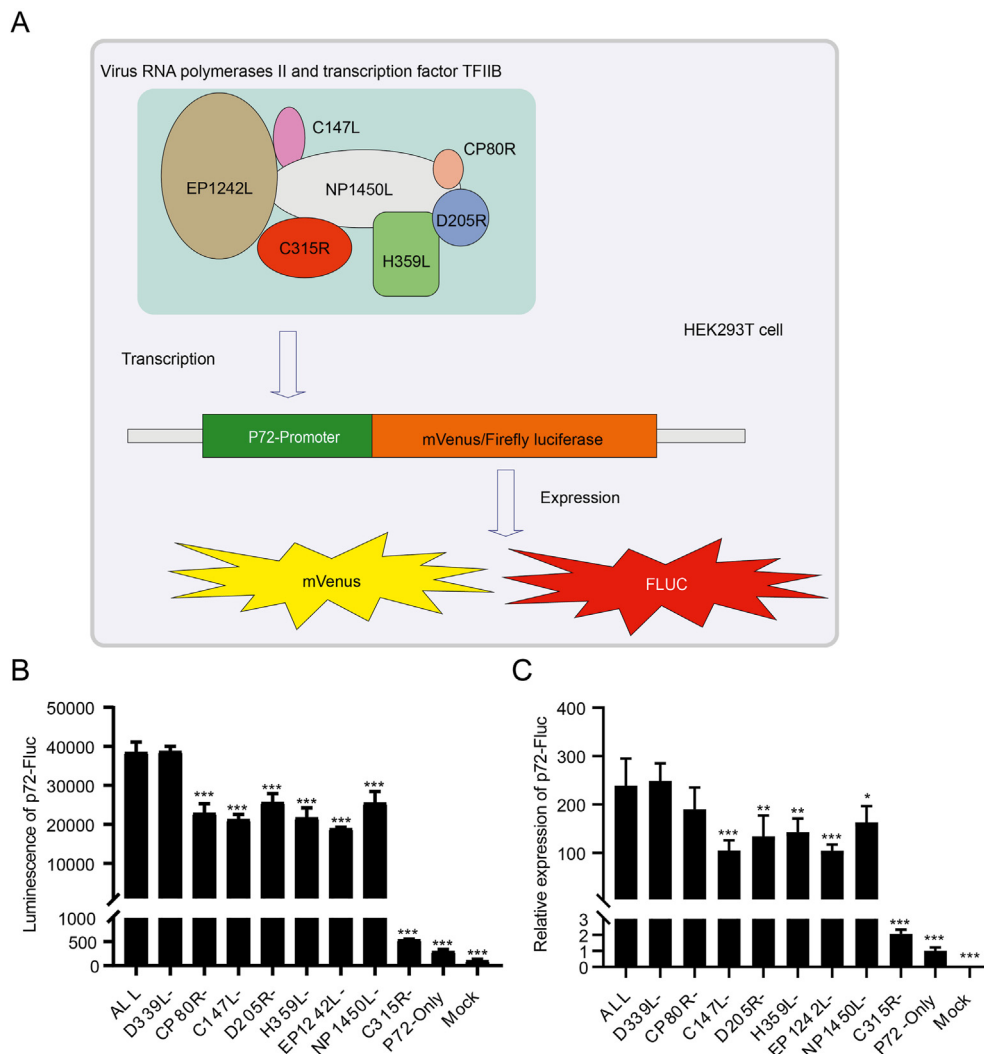 A
Virus RNA polymerases II and transcription factor TFIIB
C147L
CP80R
EP1242L
NP1450L
D205R
C315R
H359L
HEK293T cell
Transcription
P72-Promoter
mVenus/Firefly luciferase
Expression
mVenus
FLUC
B
Luminescence of p72-Fluc
50000
40000
30000
20000
10000
1000
500
0
***
***
***
***
***
***
***
***
***
AL L
D339L-
CP80R-
C147L-
D205R-
H359L-
EP1242L-
NP1450L-
C315R-
P72-Only
Mock
C
Relative expression of p72-Fluc
400
300
200
100
3
2
1
0
***
**
**
***
*
***
***
***
ALL
D339L-
CP80R-
C147L-
D205R-
H359L-
EP1242L-
NP1450L-
C315R-
P72-Only
Mock